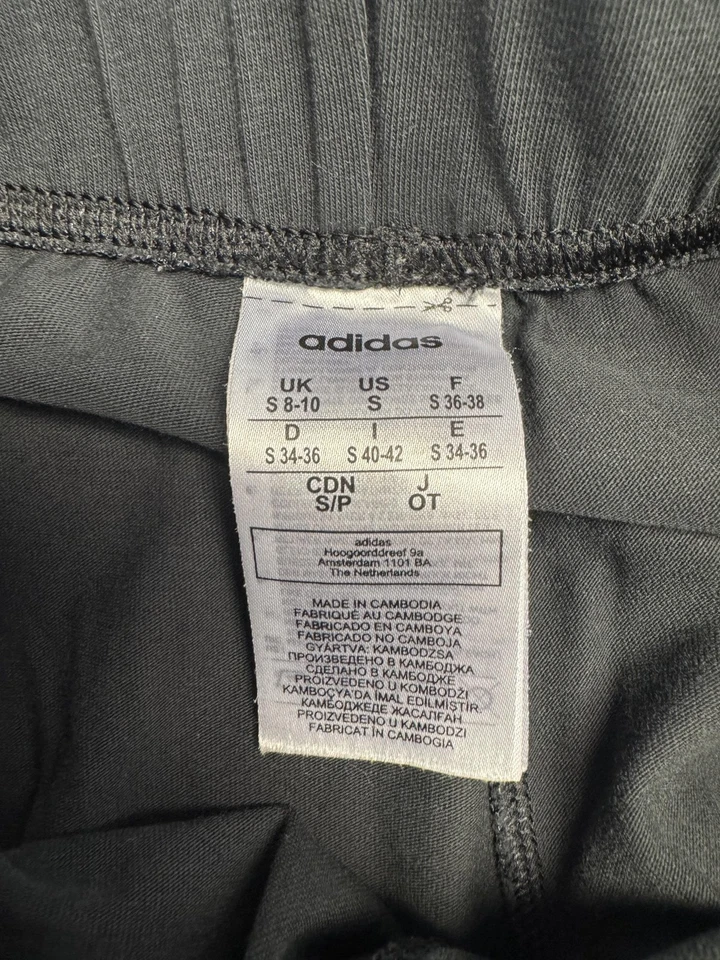 adidas
UK US F
S 8-10 S S 36-38
D I E
S 34-36 S 40-42 S 34-36
CDN J
S/P OT
adidas
Hoogoorddreef 9a
Amsterdam 1101 BA
The Netherlands
MADE IN CAMBODIA
FABRIQUÉ AU CAMBODGE
FABRICADO EN CAMBOYA
FABRICADO NO CAMBOJA
GYÁRTVA: KAMBODZSA
ПРОИЗВЕДЕНО В КАМБОДЖА
СДЕЛАНО В КАМБОДЖЕ
PROIZVEDENO U KOMBODŽI
KAMBOÇYA'DA İMAL EDİLMİŞTİR
КАМБОДЖЕДЕ ЖАСАЛҒАН
PROIZVEDENO U KAMBODZI
FABRICAT ÎN CAMBOGIA